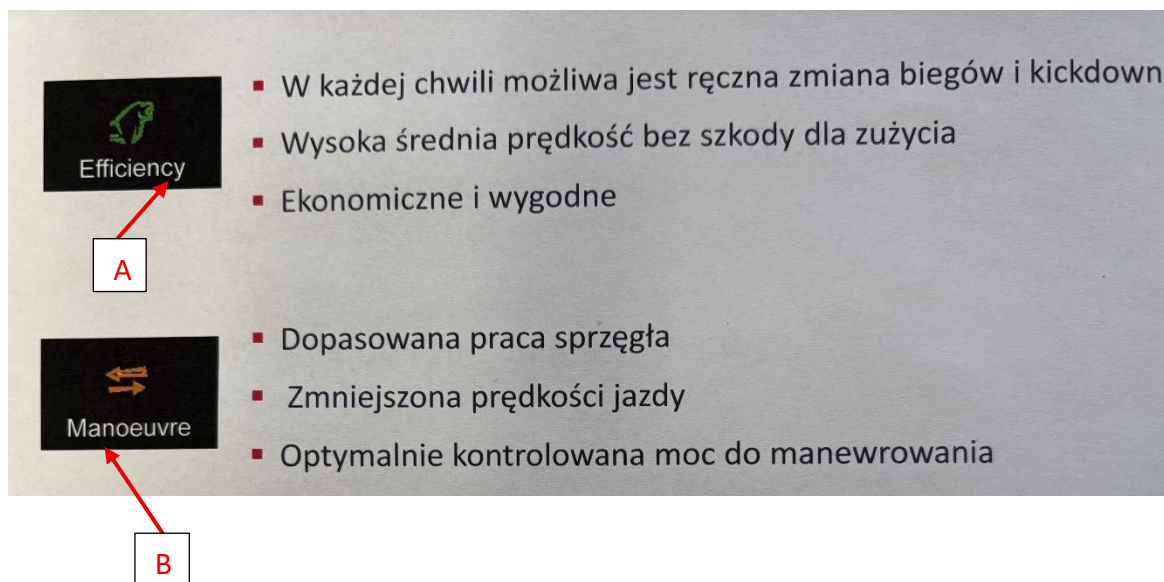 Efficiency
W każdej chwili możliwa jest ręczna zmiana biegów i kickdown
Wysoka średnia prędkość bez szkody dla zużycia
Ekonomiczne i wygodne
A
Manoeuvre
Dopasowana praca sprzęgła
Zmniejszona prędkości jazdy
Optymalnie kontrolowana moc do manewrowania
B